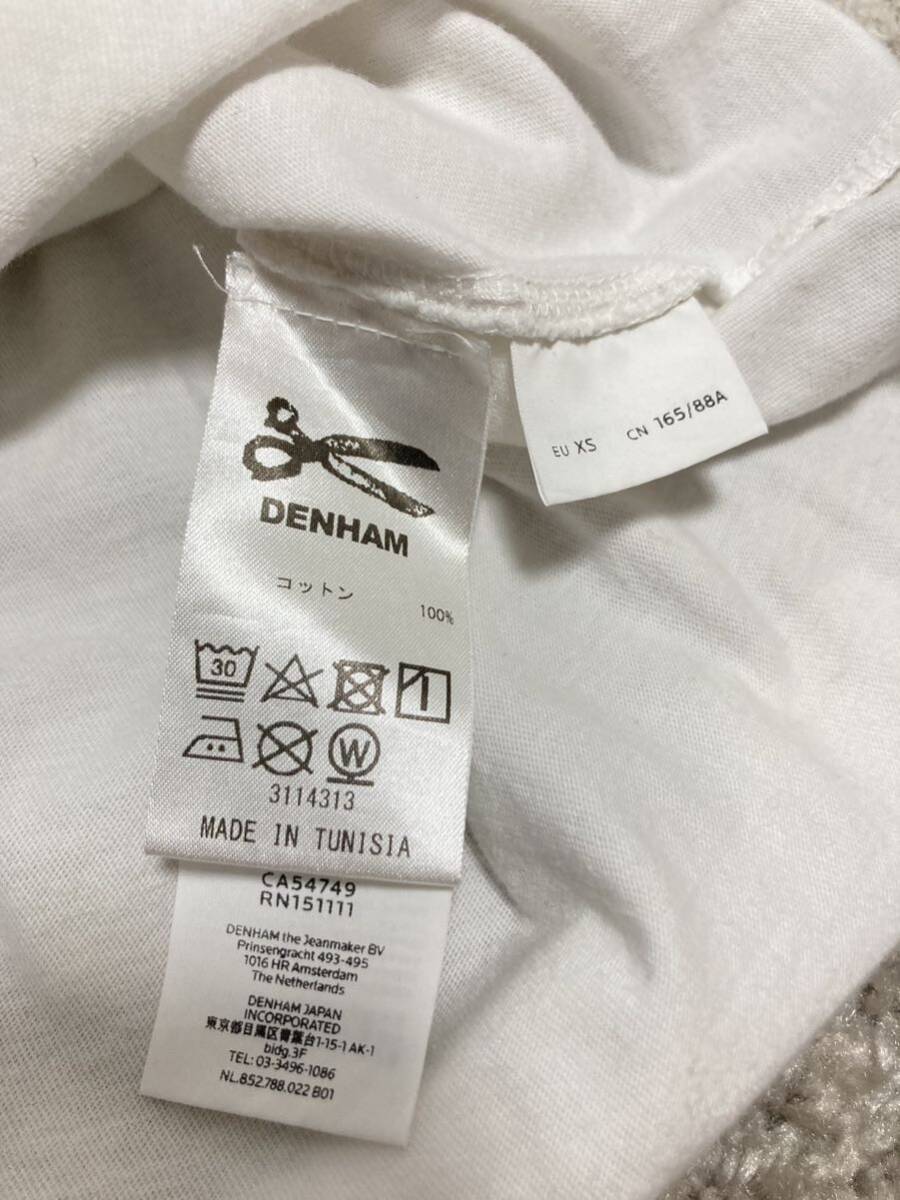 DENHAM
コットン
100%
30
W
3114313
MADE IN TUNISIA
EU XS CN 165/88A
CA54749
RN151111
DENHAM the Jeanmaker BV
Prinsengracht 493-495
1016 HR Amsterdam
The Netherlands
DENHAM JAPAN
INCORPORATED
東京都目黒区青葉台1-15-1 AK-1
bidg.3F
TEL: 03-3496-1086
NL.852.788.022 B01